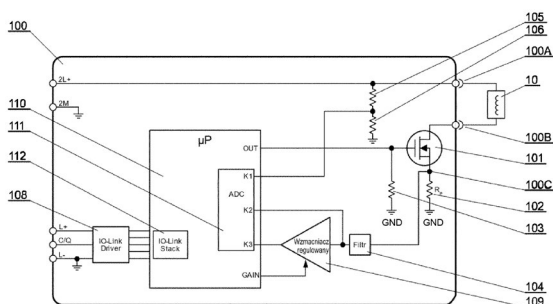 105
106
100A
100
2L+
10
2M
110
111
112
µP
OUT
100B
101
100C
K1
ADC
K2
K3
GAIN
GND
GND
102
103
108
L+
C/Q
L-
IO-Link
Driver
IO-Link
Stack
Wzmacniacz
regulowany
Filtr
104
109